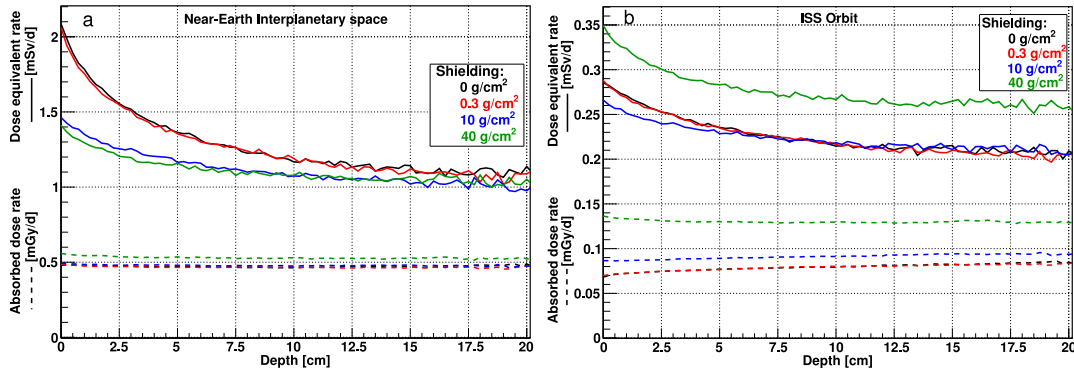 a
Near-Earth Interplanetary space
Dose equivalent rate
[mSv/d]
Absorbed dose rate
[mGy/d]
Shielding:
0 g/cm²
0.3 g/cm²
10 g/cm²
40 g/cm²
2
1.5
1
0.5
0
0 2.5 5 7.5 10 12.5 15 17.5 20
Depth [cm]
b
ISS Orbit
Dose equivalent rate
[mSv/d]
Absorbed dose rate
[mGy/d]
Shielding:
0 g/cm²
0.3 g/cm²
10 g/cm²
40 g/cm²
0.35
0.3
0.25
0.2
0.15
0.1
0.05
0
0 2.5 5 7.5 10 12.5 15 17.5 20
Depth [cm]